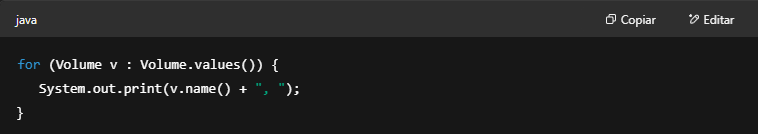 java Copiar Editar
for (Volume v : Volume.values()) {
System.out.print(v.name() + ", ");
}